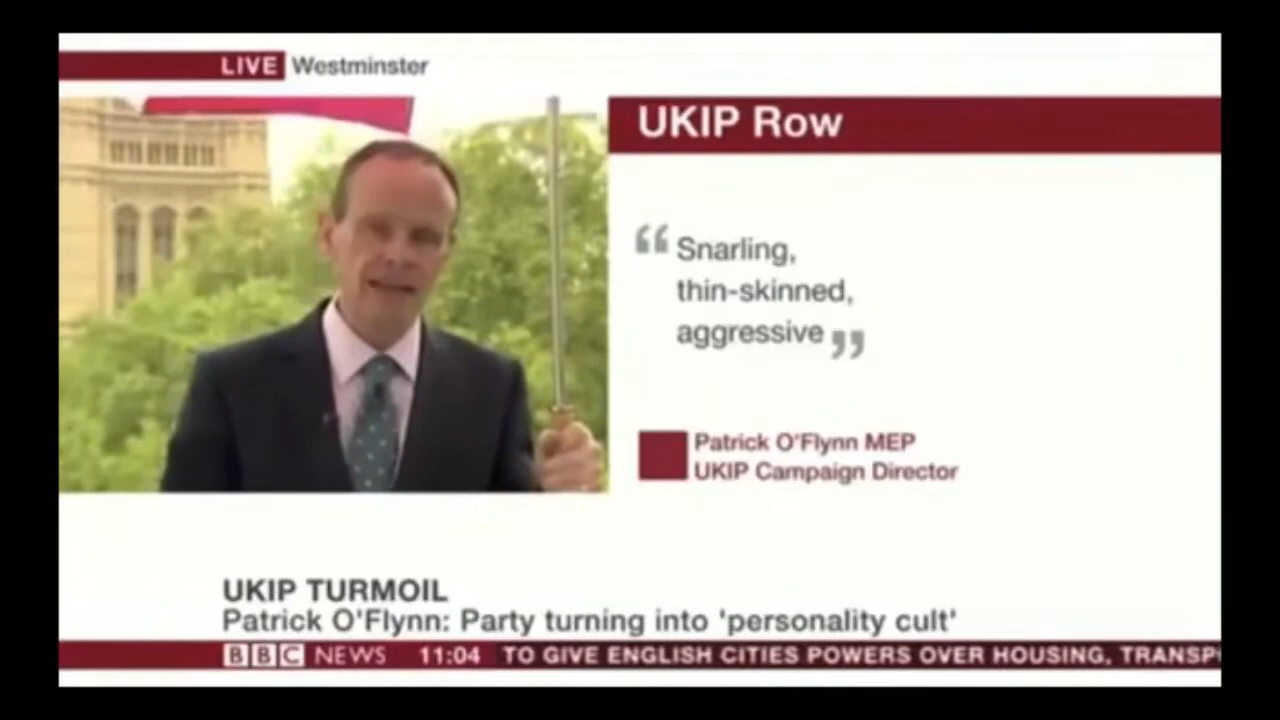 LIVE Westminster
UKIP Row
“ Snarling,
thin-skinned,
aggressive ”
Patrick O'Flynn MEP
UKIP Campaign Director
UKIP TURMOIL
Patrick O'Flynn: Party turning into 'personality cult'
BBC NEWS 11:04 TO GIVE ENGLISH CITIES POWERS OVER HOUSING, TRANSP